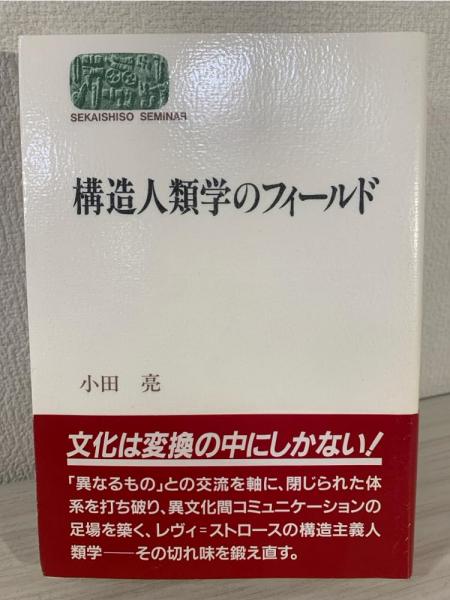 SEKAISHISO SEMINAR
構造人類学のフィールド
小田 亮
文化は変換の中にしかない!
「異なるもの」との交流を軸に、閉じられた体
系を打ち破り、異文化間コミュニケーションの
足場を築く、レヴィ=ストロースの構造主義人
類学――その切れ味を鍛え直す。